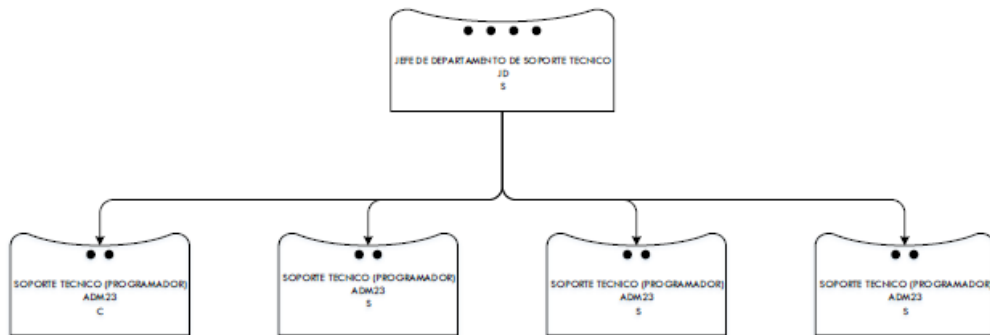 JEFE DE DEPARTAMENTO DE SOPORTE TECNICO
JD
S
SOPORTE TECNICO (PROGRAMADOR)
ADM23
C
SOPORTE TECNICO (PROGRAMADOR)
ADM23
S
SOPORTE TECNICO (PROGRAMADOR)
ADM23
S
SOPORTE TECNICO (PROGRAMADOR)
ADM23
S